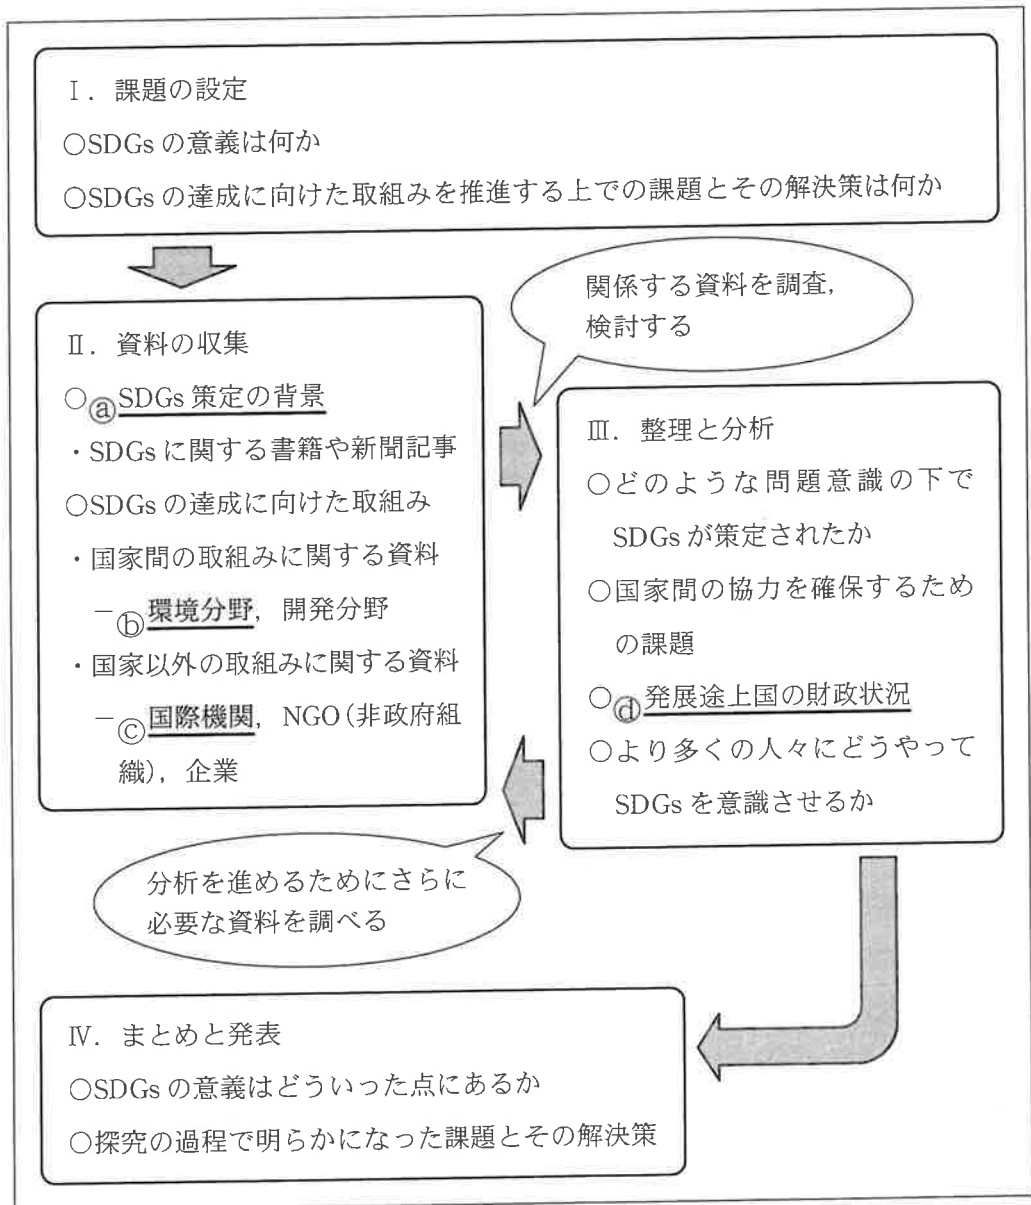 Ⅰ．課題の設定
○SDGs の意義は何か
○SDGs の達成に向けた取組みを推進する上での課題とその解決策は何か
関係する資料を調査，
検討する
Ⅱ．資料の収集
○ⓐSDGs 策定の背景
・SDGs に関する書籍や新聞記事
○SDGs の達成に向けた取組み
・国家間の取組みに関する資料
－ⓑ環境分野，開発分野
・国家以外の取組みに関する資料
－ⓒ国際機関，NGO(非政府組
織)，企業
Ⅲ．整理と分析
○どのような問題意識の下で
SDGs が策定されたか
○国家間の協力を確保するため
の課題
○ⓓ発展途上国の財政状況
○より多くの人々にどうやって
SDGs を意識させるか
分析を進めるためにさらに
必要な資料を調べる
Ⅳ．まとめと発表
○SDGs の意義はどういった点にあるか
○探究の過程で明らかになった課題とその解決策